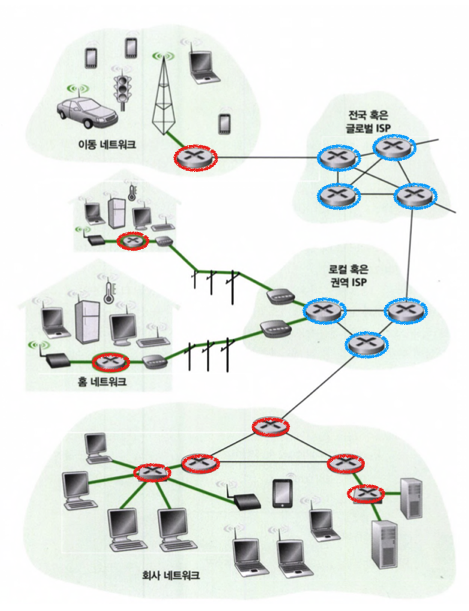 전국 혹은
글로벌 ISP
이동 네트워크
로컬 혹은
권역 ISP
홈 네트워크
회사 네트워크